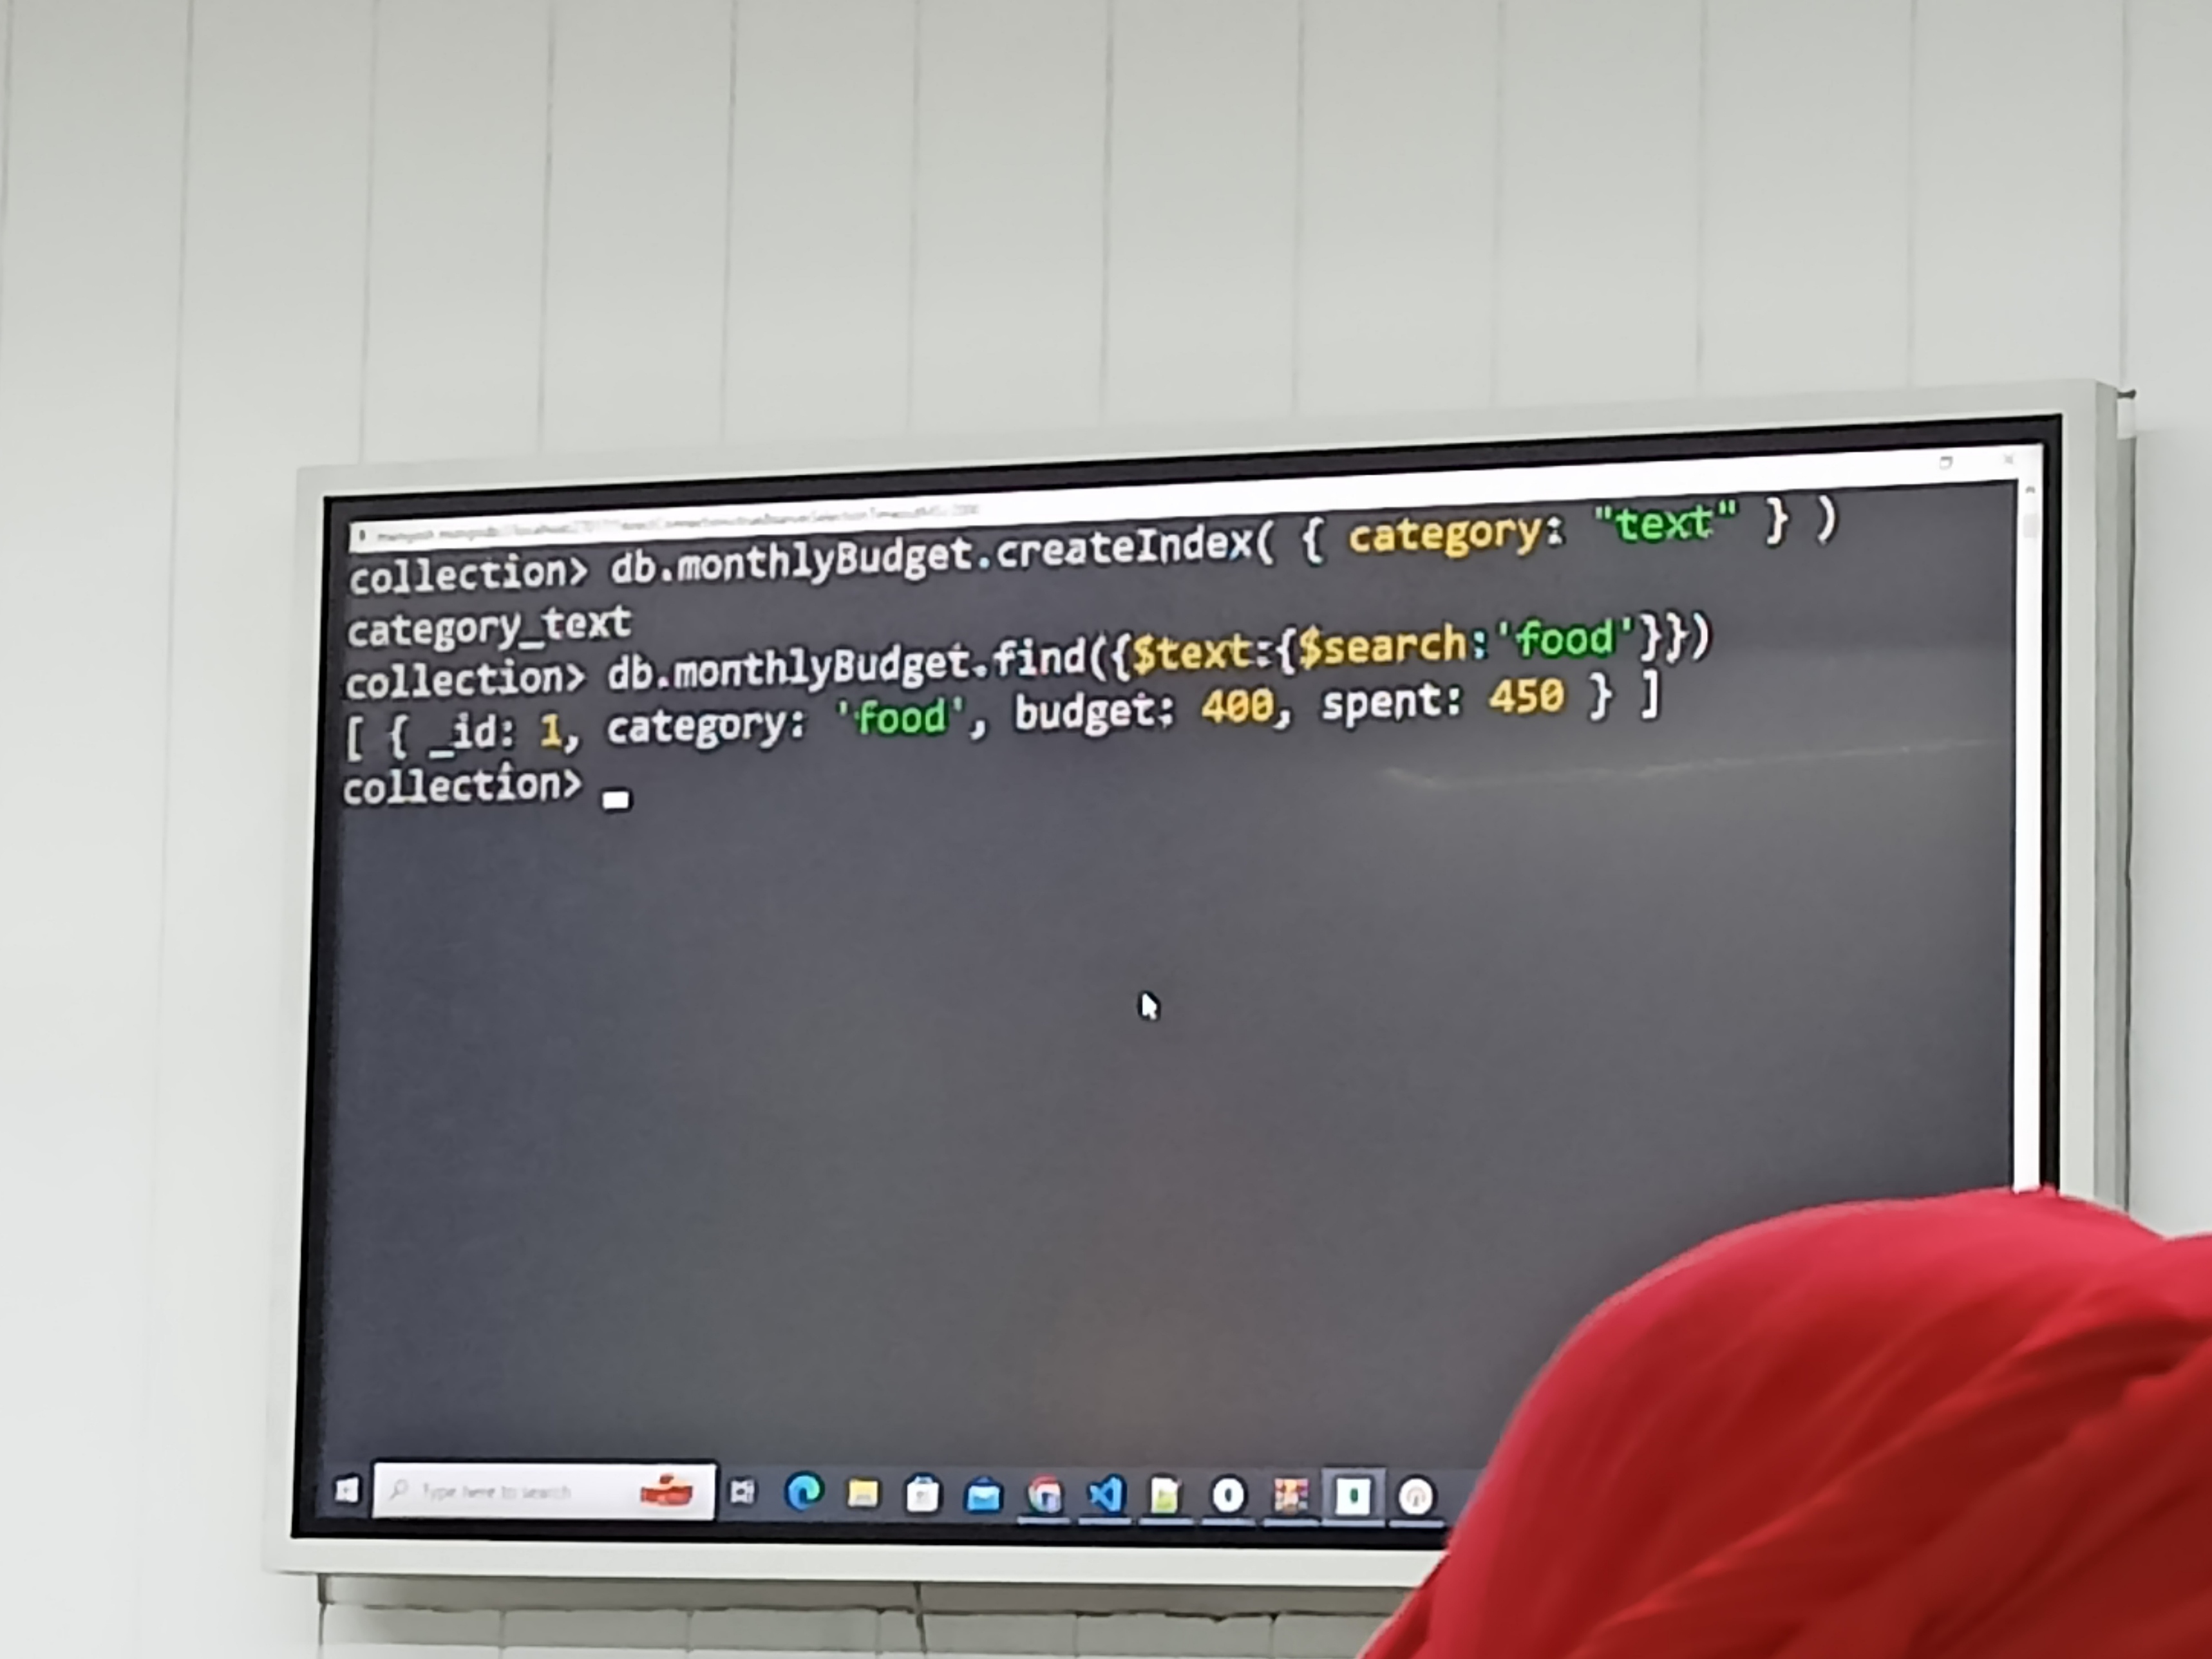 collection> db.monthlyBudget.createIndex( { category: "text" } )
category_text
collection> db.monthlyBudget.find({$text:{$search:'food'}})
[ { _id: 1, category: 'food', budget: 400, spent: 450 } ]
collection>
Type here to search